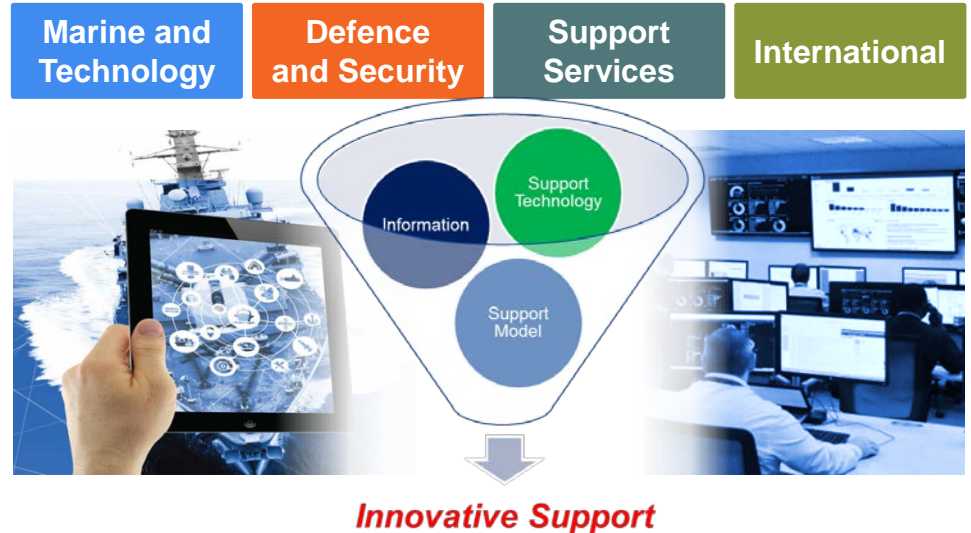 Marine and
Technology
Defence
and Security
Support
Services
International
Support
Technology
Information
Support
Model
Innovative Support